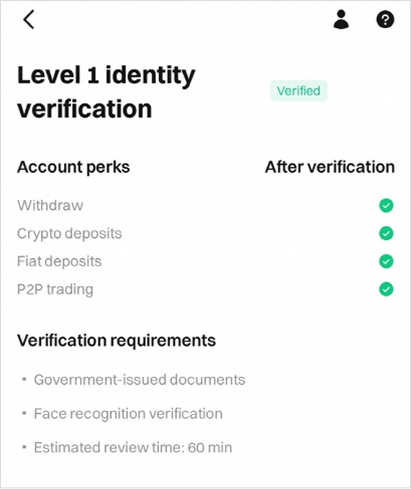 Level 1 identity
verification
Verified
Account perks After verification
Withdraw
Crypto deposits
Fiat deposits
P2P trading
Verification requirements
• Government-issued documents
• Face recognition verification
• Estimated review time: 60 min